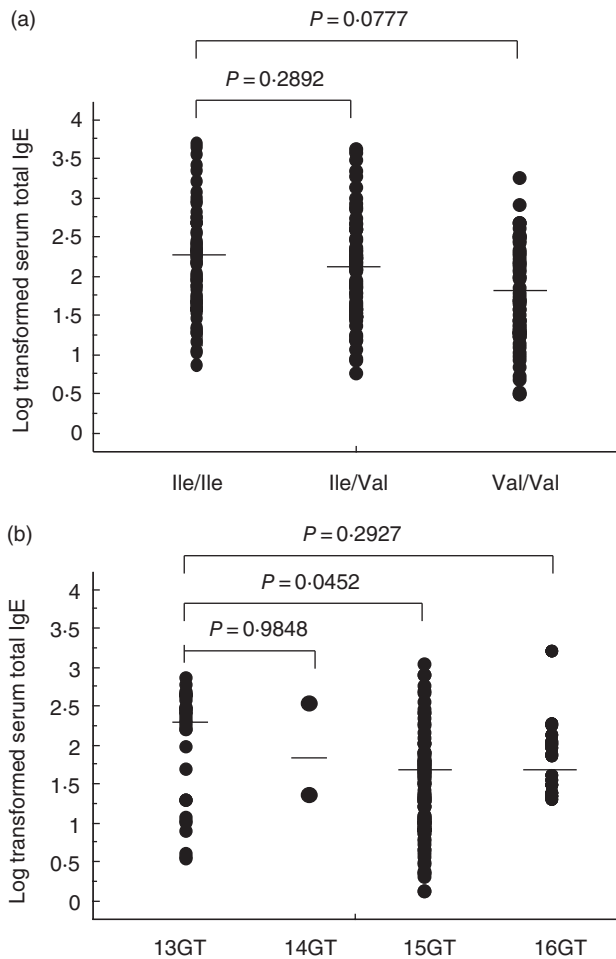 (a)
P = 0·0777
P = 0·2892
Log transformed serum total IgE
4
3·5
3
2·5
2
1·5
1
0·5
0
Ile/Ile Ile/Val Val/Val
(b)
P = 0·2927
P = 0·0452
P = 0·9848
Log transformed serum total IgE
4
3·5
3
2·5
2
1·5
1
0·5
0
13GT 14GT 15GT 16GT